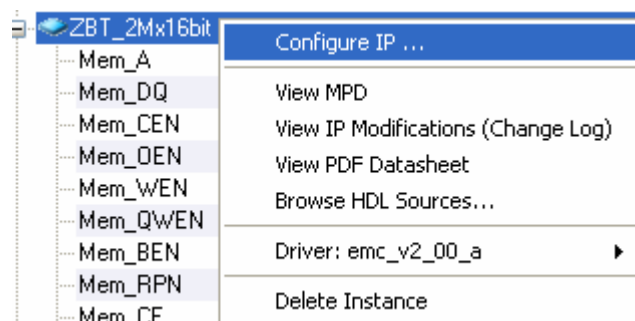 ZBT_2Mx16bit
Mem_A
Mem_DQ
Mem_CEN
Mem_OEN
Mem_WEN
Mem_QWEN
Mem_BEN
Mem_RPN
Mem_CE
Configure IP ...
View MPD
View IP Modifications (Change Log)
View PDF Datasheet
Browse HDL Sources...
Driver: emc_v2_00_a
Delete Instance